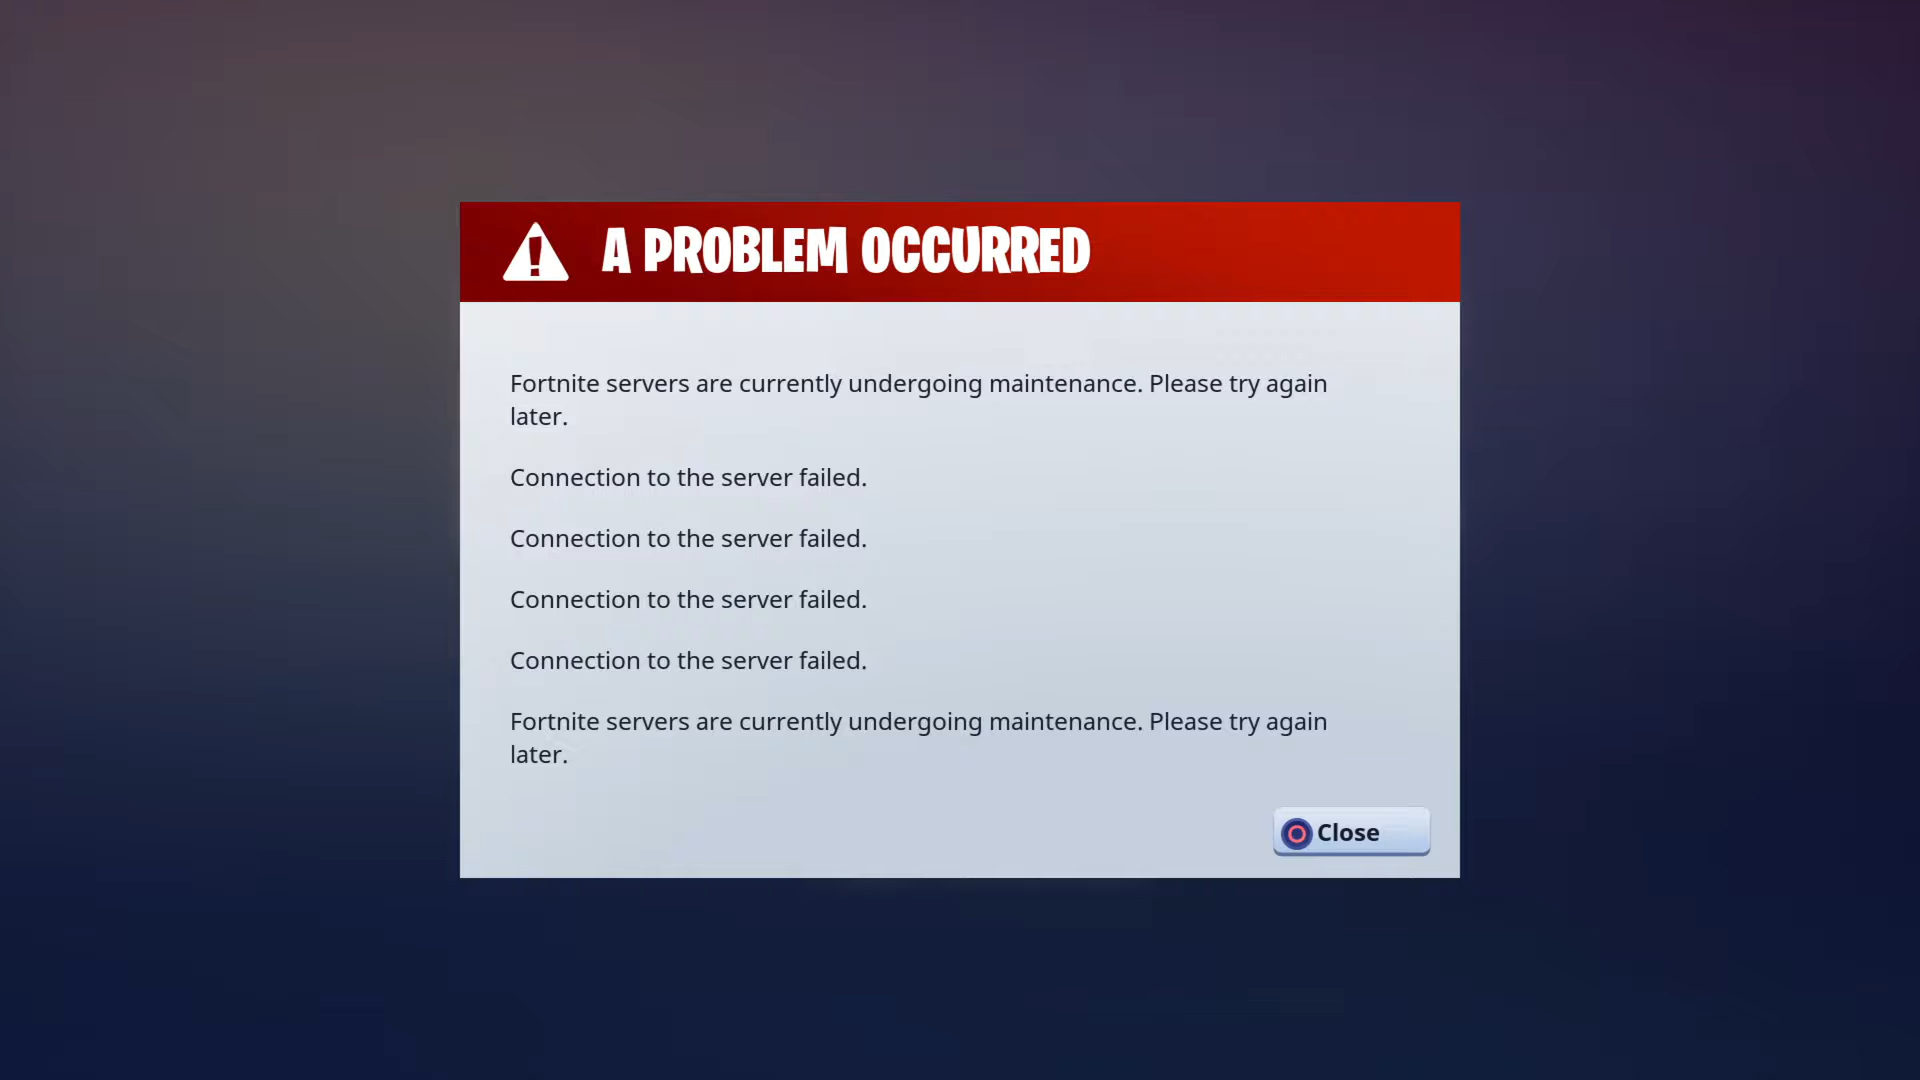 A PROBLEM OCCURRED
Fortnite servers are currently undergoing maintenance. Please try again
later.
Connection to the server failed.
Connection to the server failed.
Connection to the server failed.
Connection to the server failed.
Fortnite servers are currently undergoing maintenance. Please try again
later.
Close